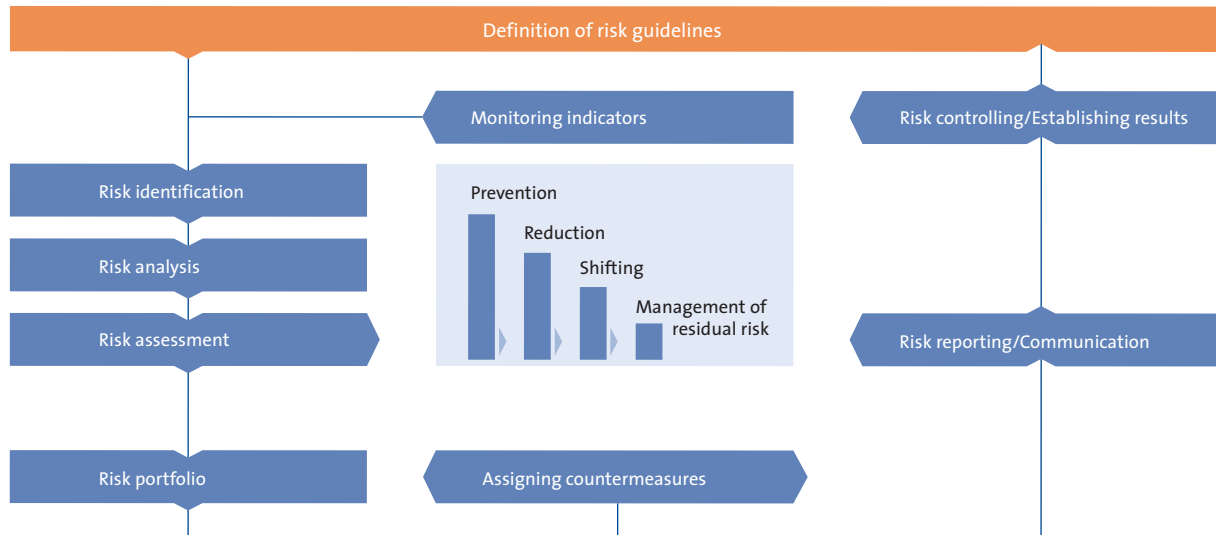 Definition of risk guidelines
Monitoring indicators
Risk controlling/Establishing results
Risk identification
Prevention
Reduction
Risk analysis
Shifting
Management of
residual risk
Risk assessment
Risk reporting/Communication
Risk portfolio
Assigning countermeasures